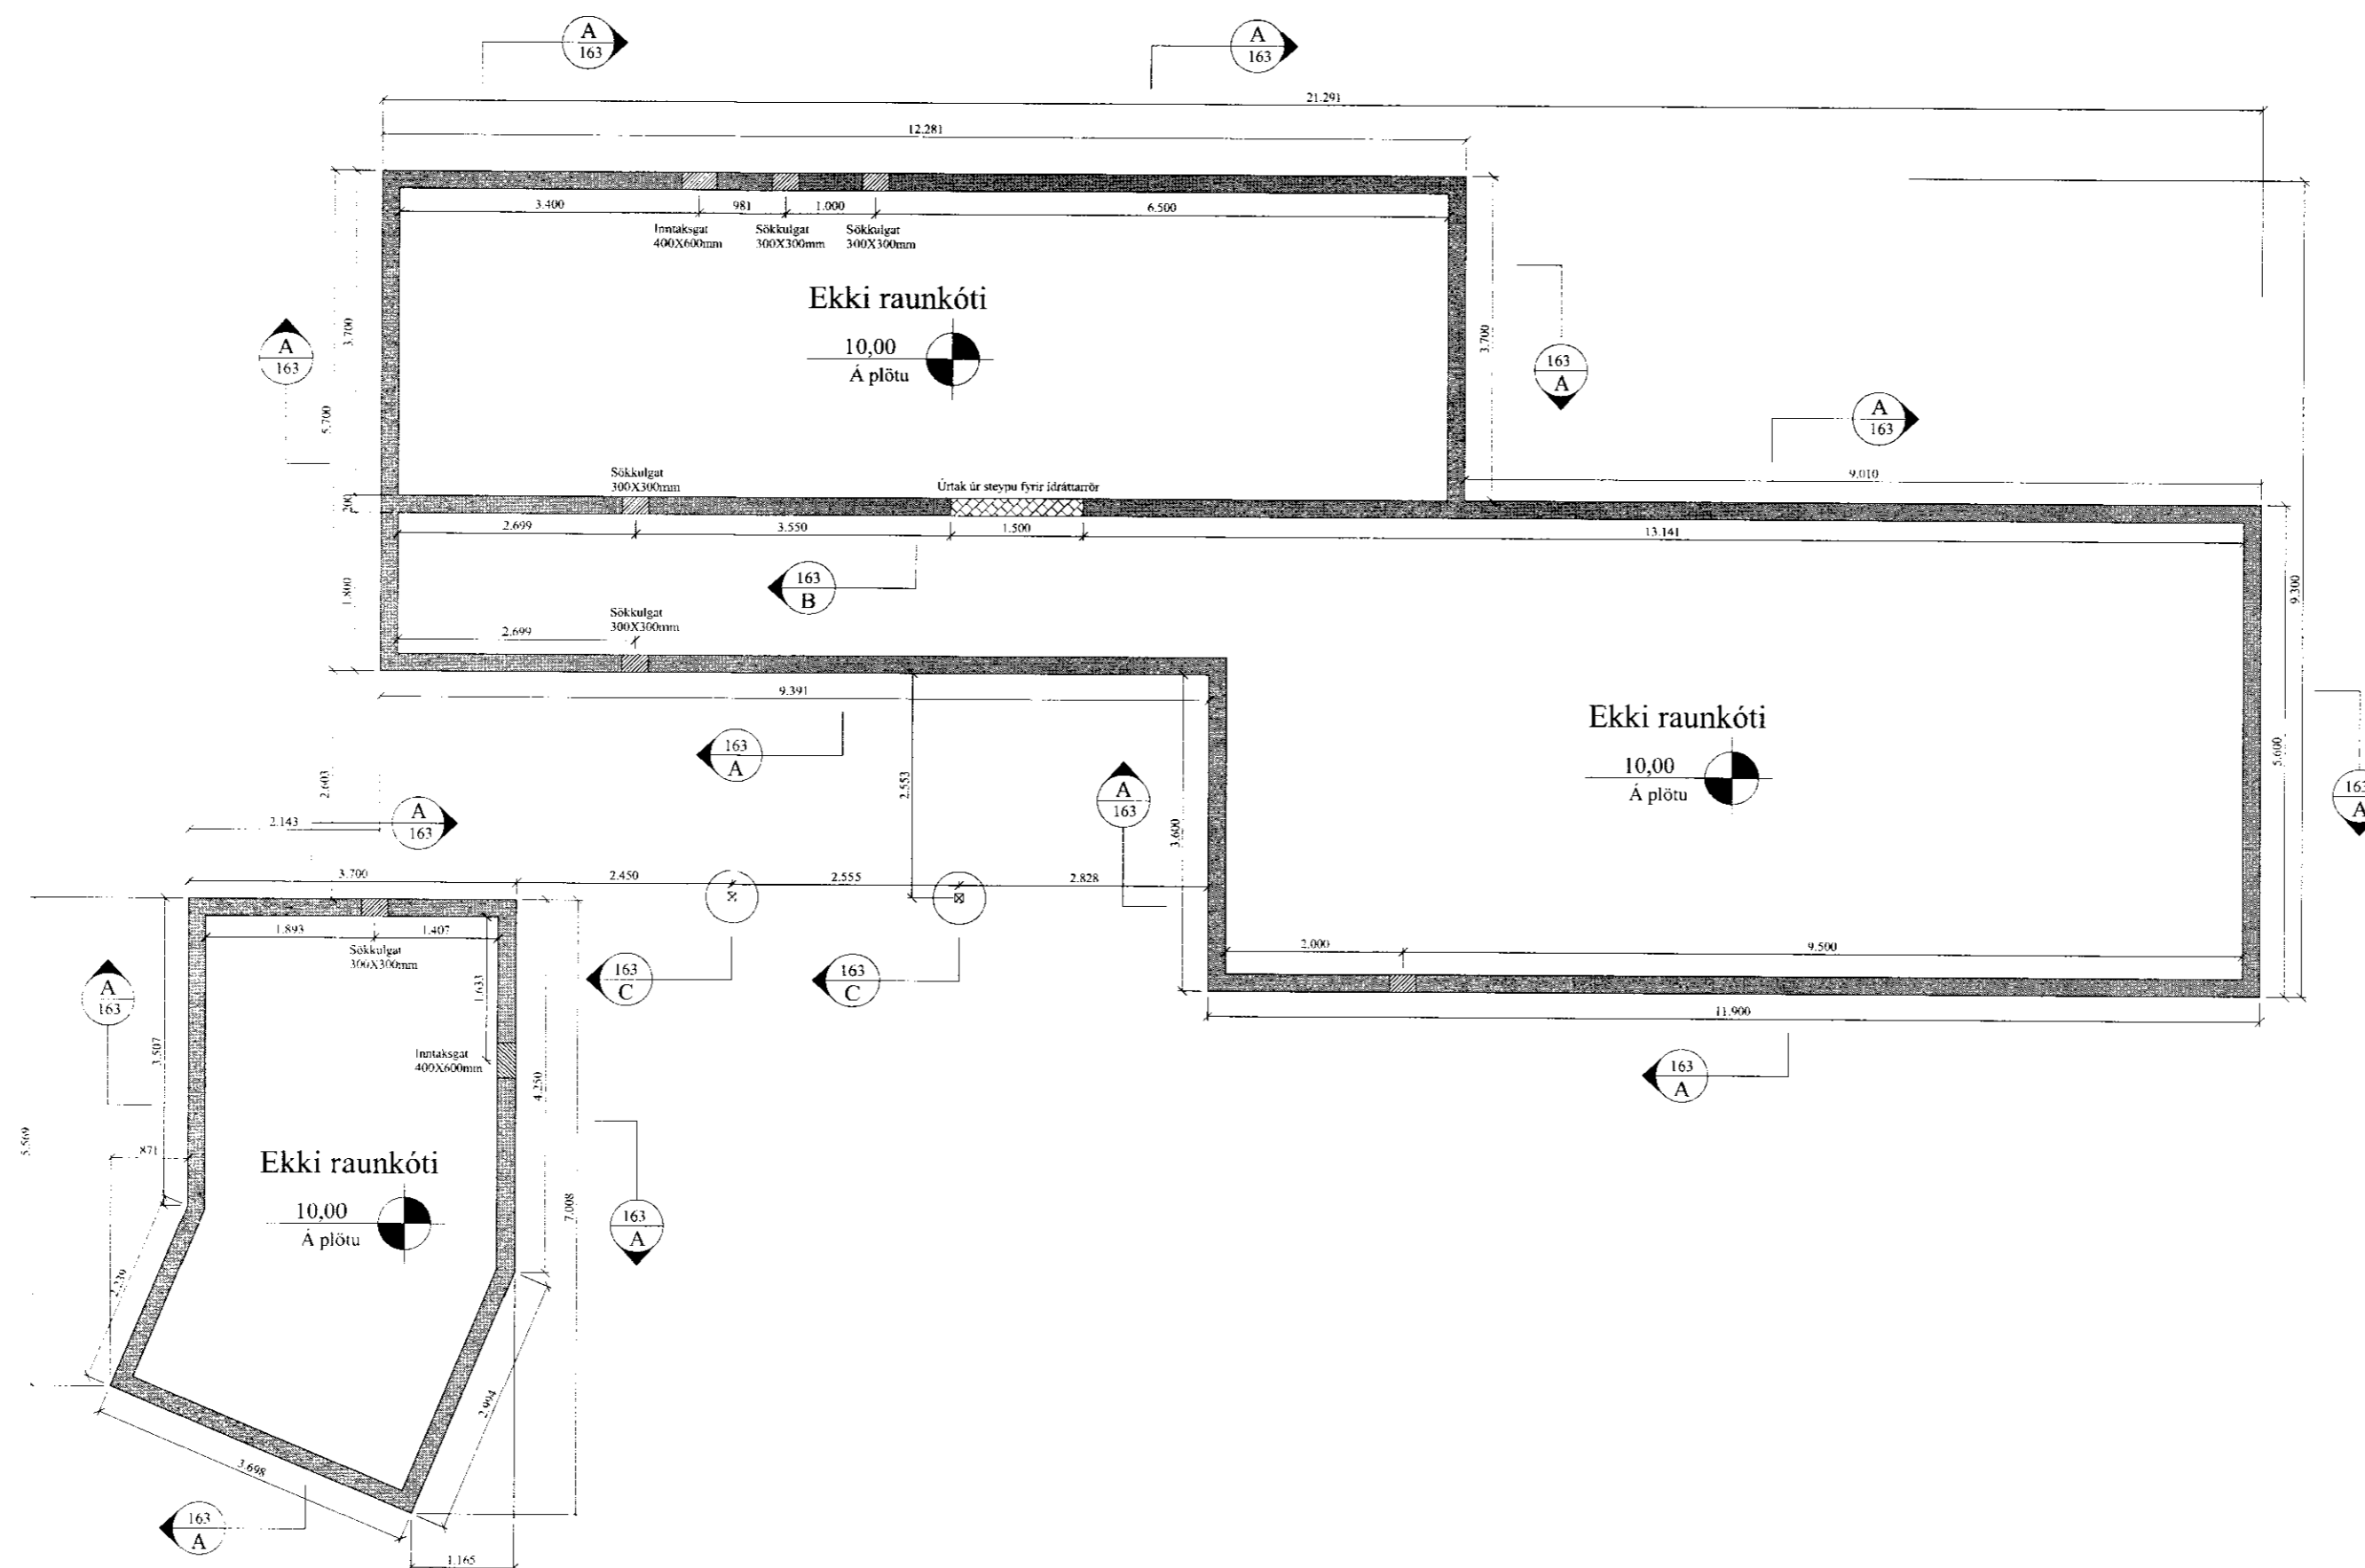 A
163
A
163
21.291
12.281
3.400
981
1.000
6.500
Inntaksgat
400X600mm
Sökkulgat
300X300mm
Sökkulgat
300X300mm
Ekki raunkóti
10,00
Á plötu
A
163
3.700
5.700
3.700
163
A
A
163
9.010
200
Sökkulgat
300X300mm
Úrtak úr steypu fyrir ídráttarrör
2.699
3.550
1.500
13.141
163
B
1.800
Sökkulgat
300X300mm
2.699
9.300
9.391
163
A
2.603
2.553
A
163
3.600
Ekki raunkóti
10,00
Á plötu
5.600
163
A
2.143
A
163
3.700
2.450
2.555
2.828
1.893
1.407
Sökkulgat
300X300mm
1.633
163
C
163
C
2.000
9.500
11.900
A
163
3.507
Inntaksgat
400X600mm
4.250
163
A
5.569
871
Ekki raunkóti
10,00
Á plötu
7.008
163
A
2.239
2.994
3.698
163
A
1.165